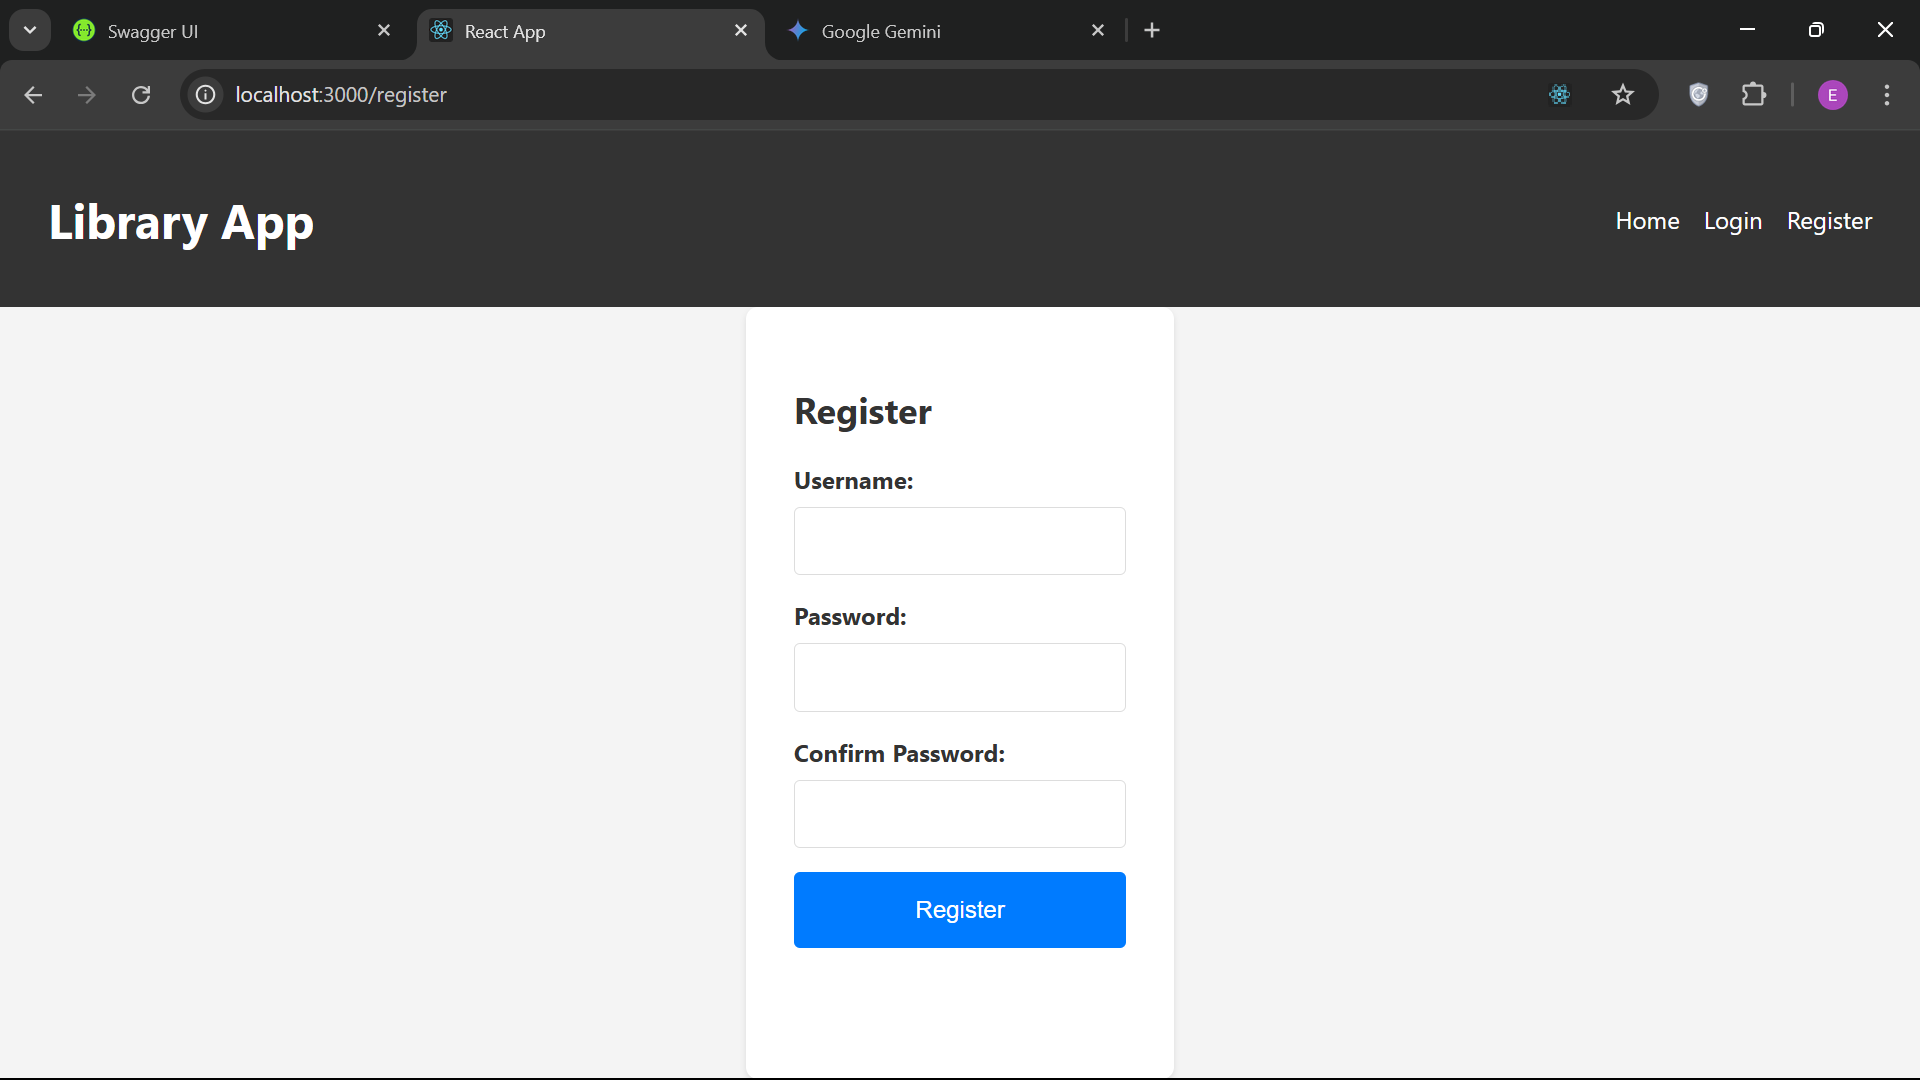 Swagger UI
React App
Google Gemini
localhost:3000/register
E
Library App
Home Login Register
Register
Username:
Password:
Confirm Password:
Register